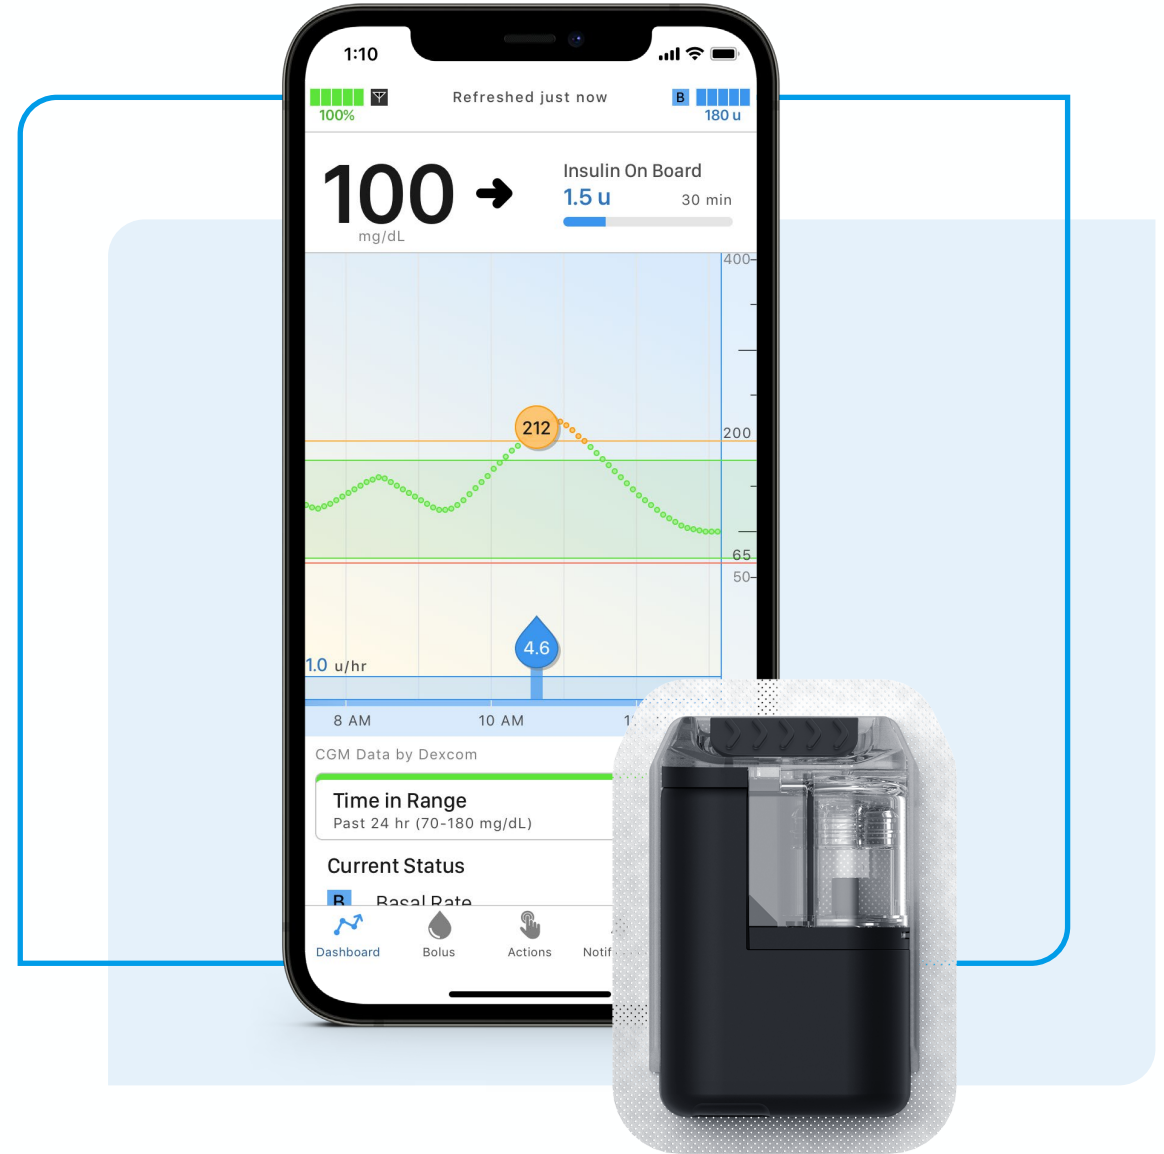 1:10
Refreshed just now
B
100%
180 u
100
mg/dL
Insulin On Board
1.5 u
30 min
400
212
200
65
50
4.6
1.0 u/hr
8 AM
10 AM
CGM Data by Dexcom
Time in Range
Past 24 hr (70-180 mg/dL)
Current Status
B Basal Rate
Dashboard
Bolus
Actions
Notif